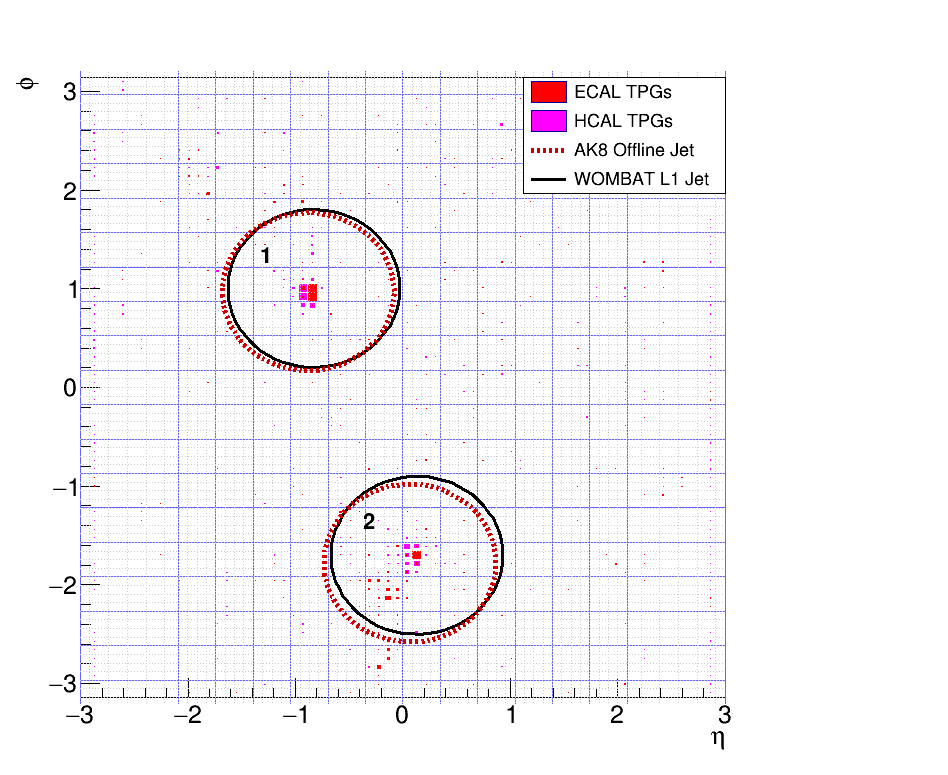 φ
3
2
1
0
−1
−2
−3
ECAL TPGs
HCAL TPGs
AK8 Offline Jet
WOMBAT L1 Jet
1
2
−3 −2 −1 0 1 2 3
η